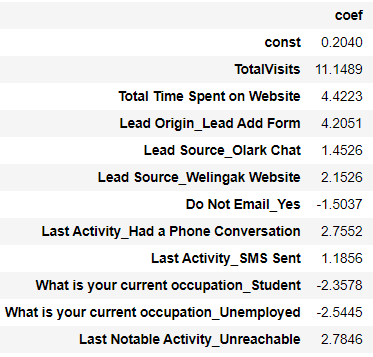 coef
const 0.2040
TotalVisits 11.1489
Total Time Spent on Website 4.4223
Lead Origin_Lead Add Form 4.2051
Lead Source_Olark Chat 1.4526
Lead Source_Welingak Website 2.1526
Do Not Email_Yes -1.5037
Last Activity_Had a Phone Conversation 2.7552
Last Activity_SMS Sent 1.1856
What is your current occupation_Student -2.3578
What is your current occupation_Unemployed -2.5445
Last Notable Activity_Unreachable 2.7846